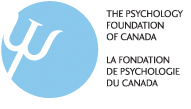 THE PSYCHOLOGY
FOUNDATION
OF CANADA
LA FONDATION
DE PSYCHOLOGIE
DU CANADA